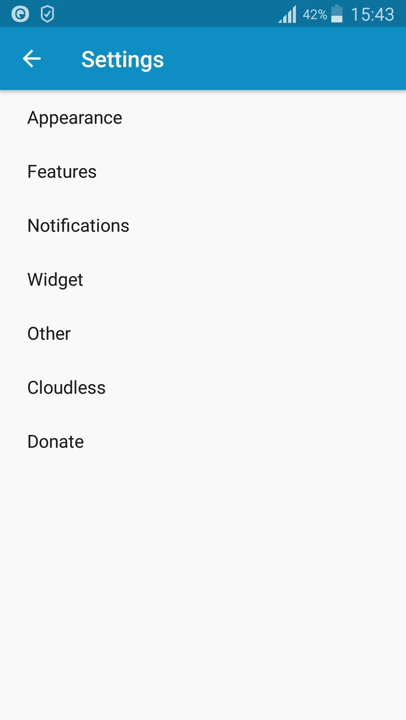 42% 15:43
Settings
Appearance
Features
Notifications
Widget
Other
Cloudless
Donate